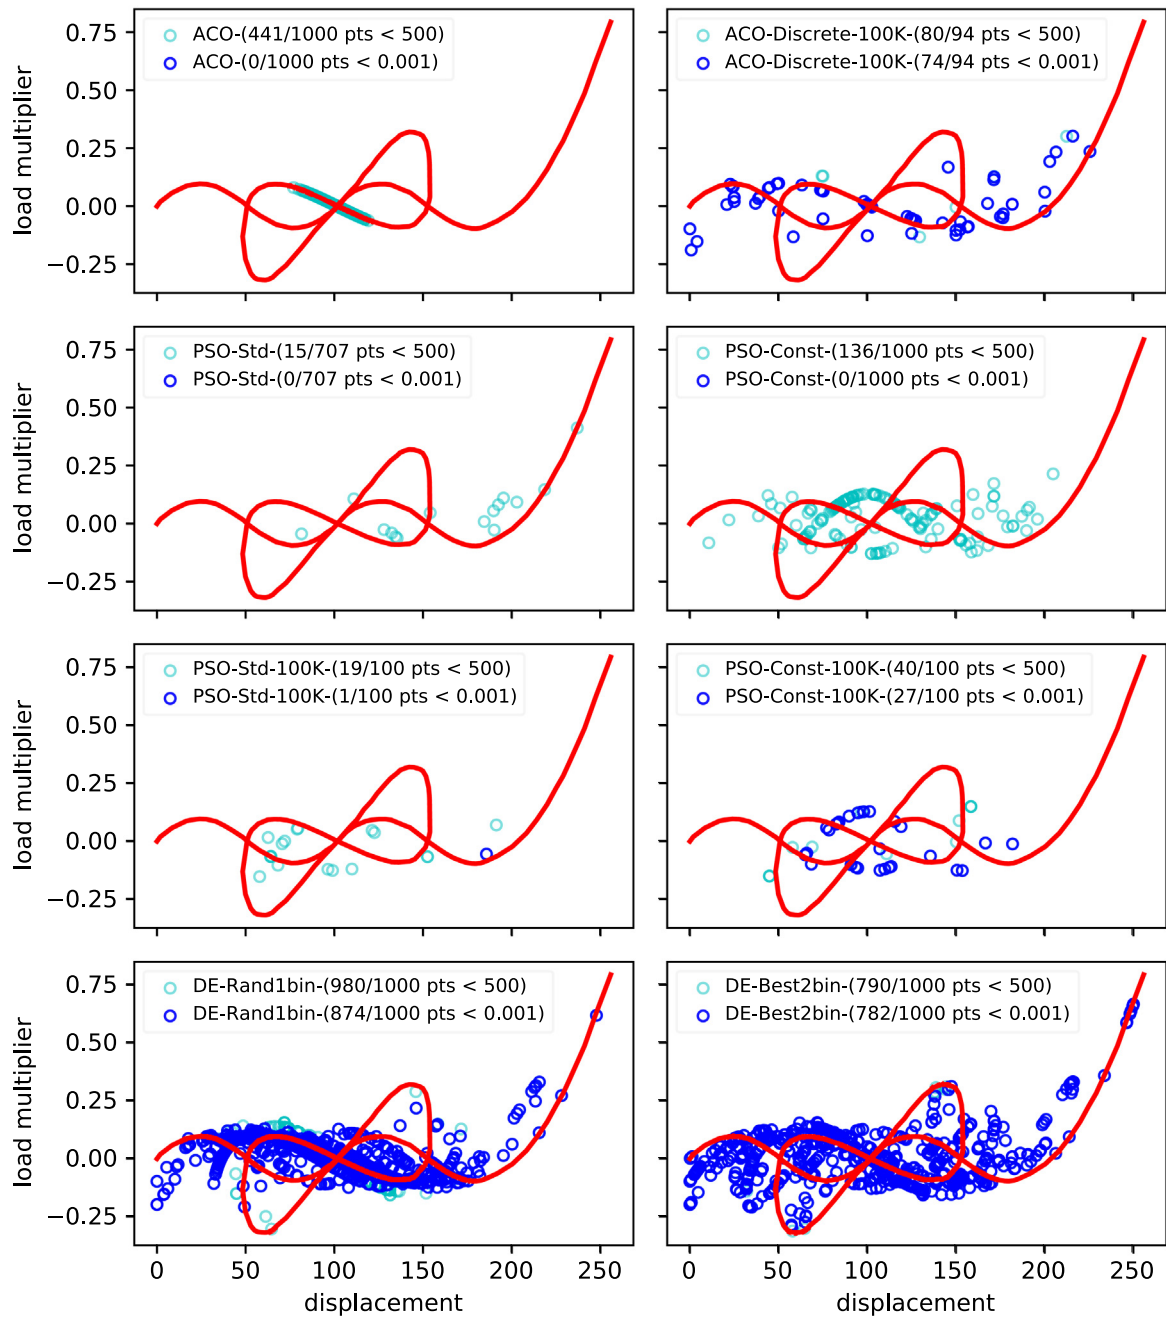 ACO-(441/1000 pts < 500)
ACO-(0/1000 pts < 0.001)
0.75
0.50
0.25
0.00
−0.25
load multiplier
ACO-Discrete-100K-(80/94 pts < 500)
ACO-Discrete-100K-(74/94 pts < 0.001)
PSO-Std-(15/707 pts < 500)
PSO-Std-(0/707 pts < 0.001)
0.75
0.50
0.25
0.00
−0.25
load multiplier
PSO-Const-(136/1000 pts < 500)
PSO-Const-(0/1000 pts < 0.001)
PSO-Std-100K-(19/100 pts < 500)
PSO-Std-100K-(1/100 pts < 0.001)
0.75
0.50
0.25
0.00
−0.25
load multiplier
PSO-Const-100K-(40/100 pts < 500)
PSO-Const-100K-(27/100 pts < 0.001)
DE-Rand1bin-(980/1000 pts < 500)
DE-Rand1bin-(874/1000 pts < 0.001)
0.75
0.50
0.25
0.00
−0.25
load multiplier
0 50 100 150 200 250
displacement
DE-Best2bin-(790/1000 pts < 500)
DE-Best2bin-(782/1000 pts < 0.001)
0 50 100 150 200 250
displacement